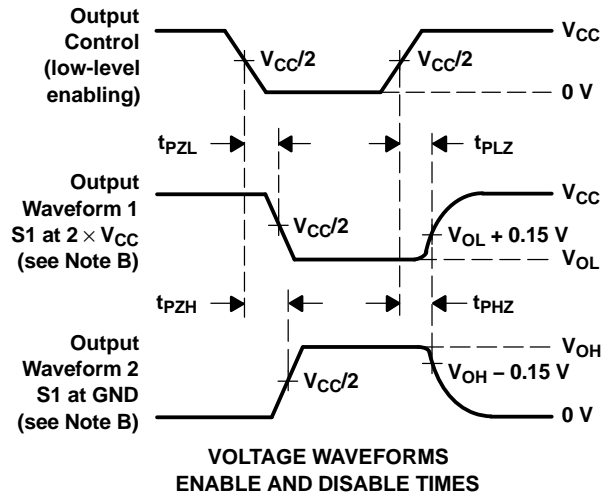 Output
Control
(low-level
enabling)
VCC/2
VCC/2
VCC
0 V
tPZL
tPLZ
Output
Waveform 1
S1 at 2 × VCC
(see Note B)
VCC/2
VCC
VOL + 0.15 V
VOL
tPZH
tPHZ
Output
Waveform 2
S1 at GND
(see Note B)
VCC/2
VOH
VOH − 0.15 V
0 V
VOLTAGE WAVEFORMS
ENABLE AND DISABLE TIMES